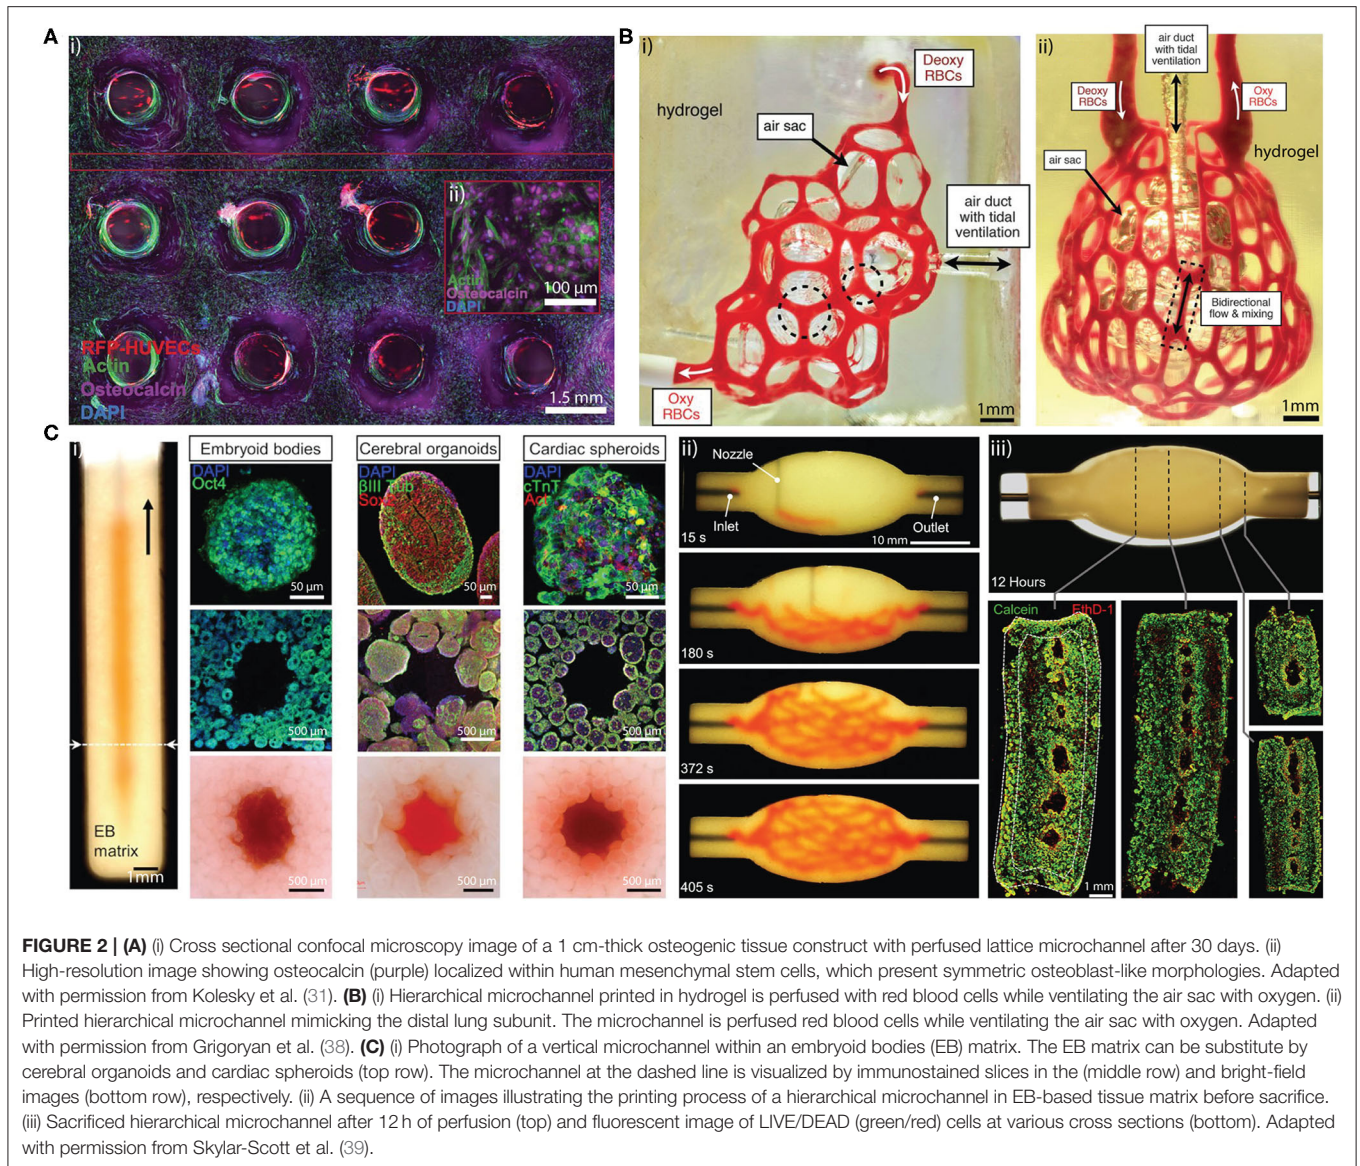 A
i)
ii)
Actin
Osteocalcin
DAPI
100 µm
RFP-HUVECs
Actin
Osteocalcin
DAPI
1.5 mm
B
i)
hydrogel
Deoxy
RBCs
air sac
air duct
with tidal
ventilation
Oxy
RBCs
1mm
ii)
air duct
with tidal
ventilation
Deoxy
RBCs
Oxy
RBCs
hydrogel
air sac
Bidirectional
flow & mixing
1mm
C
i)
EB
matrix
1mm
Embryoid bodies
Cerebral organoids
Cardiac spheroids
DAPI
Oct4
50 µm
DAPI
βIII Tub
Sox2
50 µm
DAPI
cTnT
Act
50 µm
500 µm
500 µm
500 µm
500 µm
500 µm
500 µm
ii)
Nozzle
Inlet
Outlet
15 s
10 mm
180 s
372 s
405s
iii)
12 Hours
Calcein
EthD-1
1 mm
FIGURE 2 | (A) (i) Cross sectional confocal microscopy image of a 1 cm-thick osteogenic tissue construct with perfused lattice microchannel after 30 days. (ii)
High-resolution image showing osteocalcin (purple) localized within human mesenchymal stem cells, which present symmetric osteoblast-like morphologies. Adapted
with permission from Kolesky et al. (31). (B) (i) Hierarchical microchannel printed in hydrogel is perfused with red blood cells while ventilating the air sac with oxygen. (ii)
Printed hierarchical microchannel mimicking the distal lung subunit. The microchannel is perfused red blood cells while ventilating the air sac with oxygen. Adapted
with permission from Grigoryan et al. (38). (C) (i) Photograph of a vertical microchannel within an embryoid bodies (EB) matrix. The EB matrix can be substitute by
cerebral organoids and cardiac spheroids (top row). The microchannel at the dashed line is visualized by immunostained slices in the (middle row) and bright-field
images (bottom row), respectively. (ii) A sequence of images illustrating the printing process of a hierarchical microchannel in EB-based tissue matrix before sacrifice.
(iii) Sacrificed hierarchical microchannel after 12 h of perfusion (top) and fluorescent image of LIVE/DEAD (green/red) cells at various cross sections (bottom). Adapted
with permission from Skylar-Scott et al. (39).